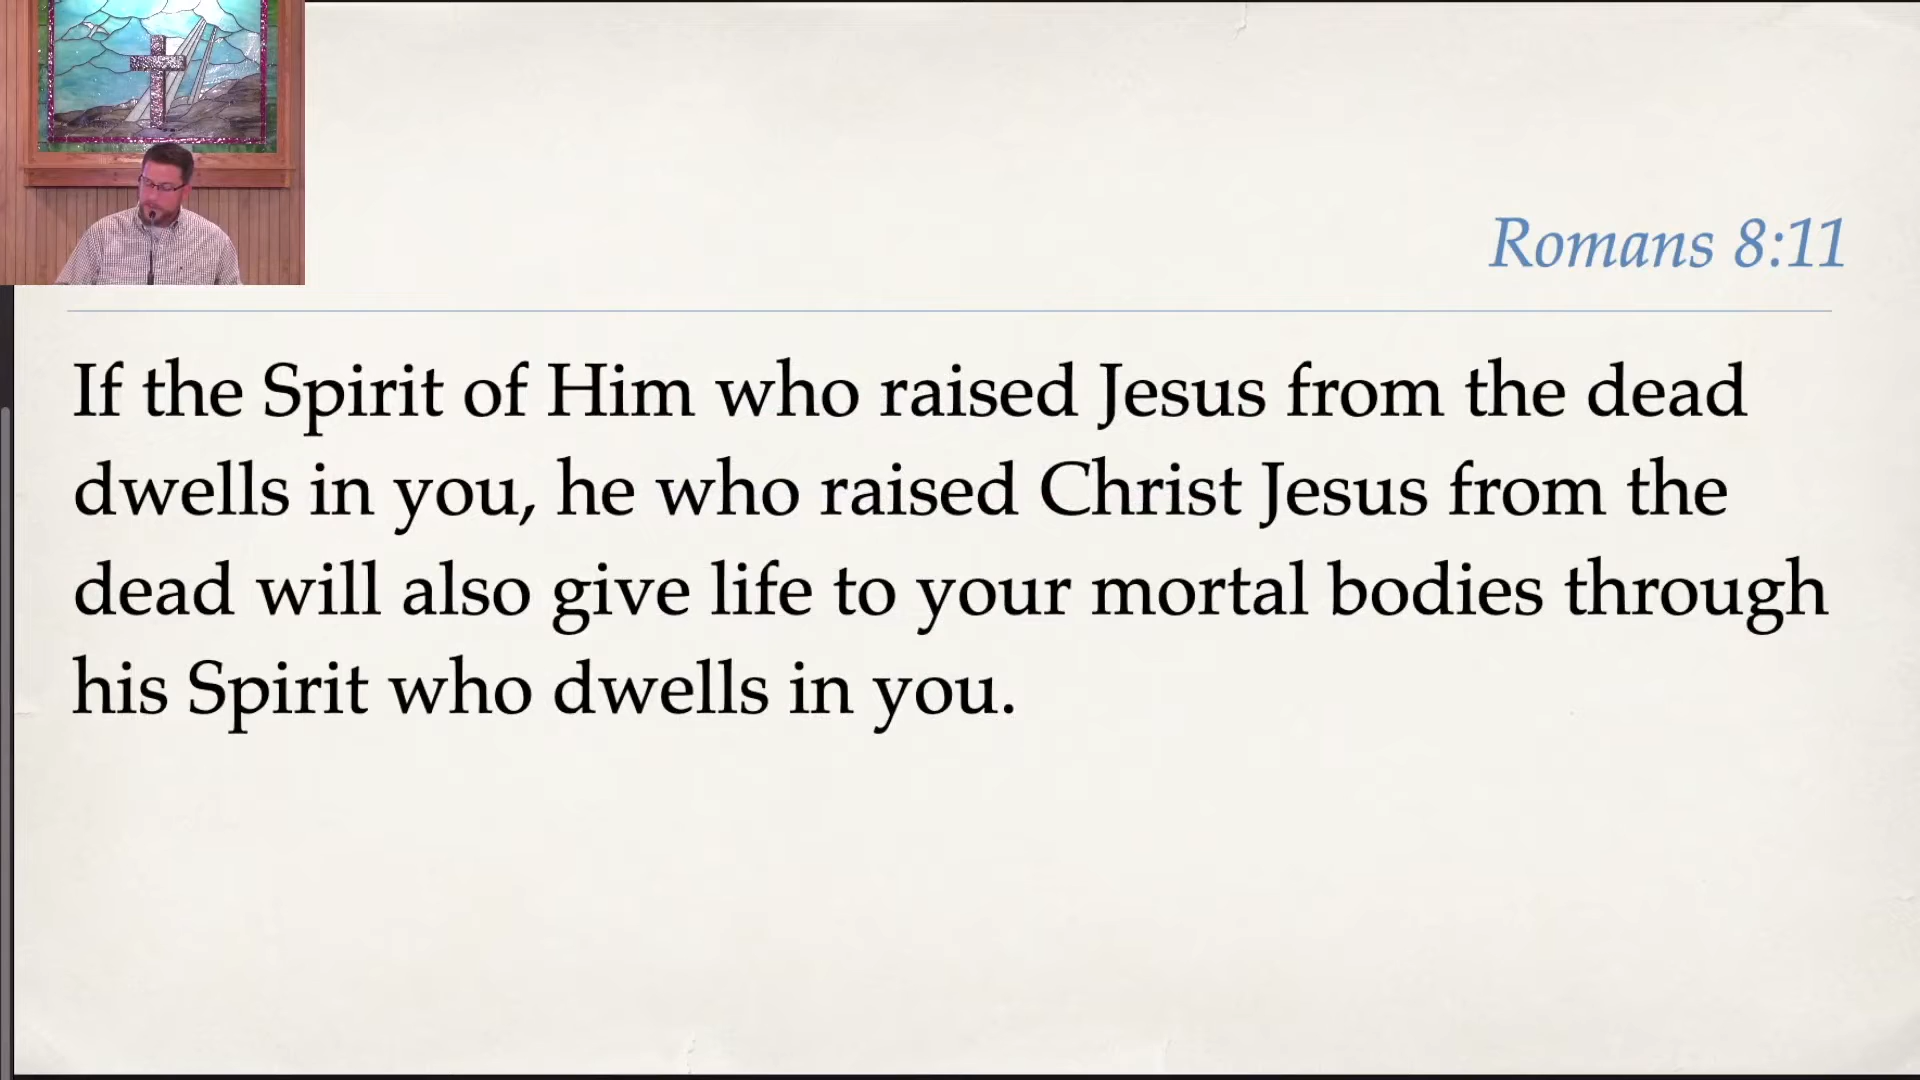 Romans 8:11
If the Spirit of Him who raised Jesus from the dead
dwells in you, he who raised Christ Jesus from the
dead will also give life to your mortal bodies through
his Spirit who dwells in you.